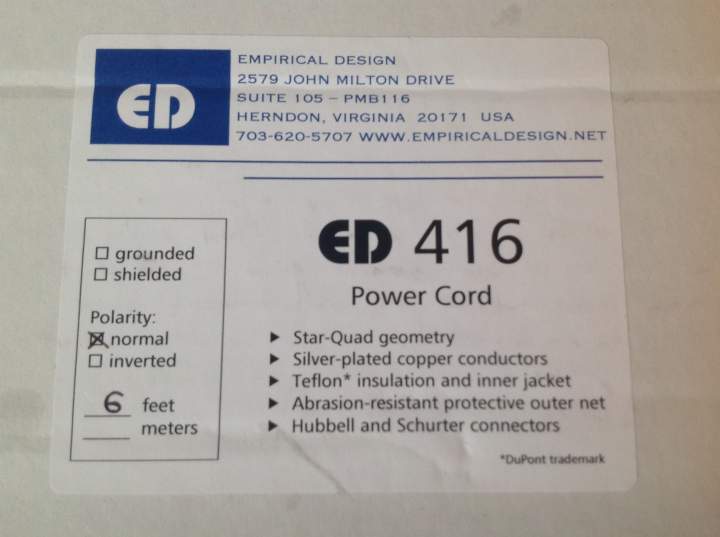 ED
EMPIRICAL DESIGN
2579 JOHN MILTON DRIVE
SUITE 105 – PMB116
HERNDON, VIRGINIA 20171 USA
703-620-5707 WWW.EMPIRICALDESIGN.NET
☐ grounded
☐ shielded
Polarity:
☒ normal
☐ inverted
6 feet
___ meters
ED 416
Power Cord
▶ Star-Quad geometry
▶ Silver-plated copper conductors
▶ Teflon* insulation and inner jacket
▶ Abrasion-resistant protective outer net
▶ Hubbell and Schurter connectors
*DuPont trademark